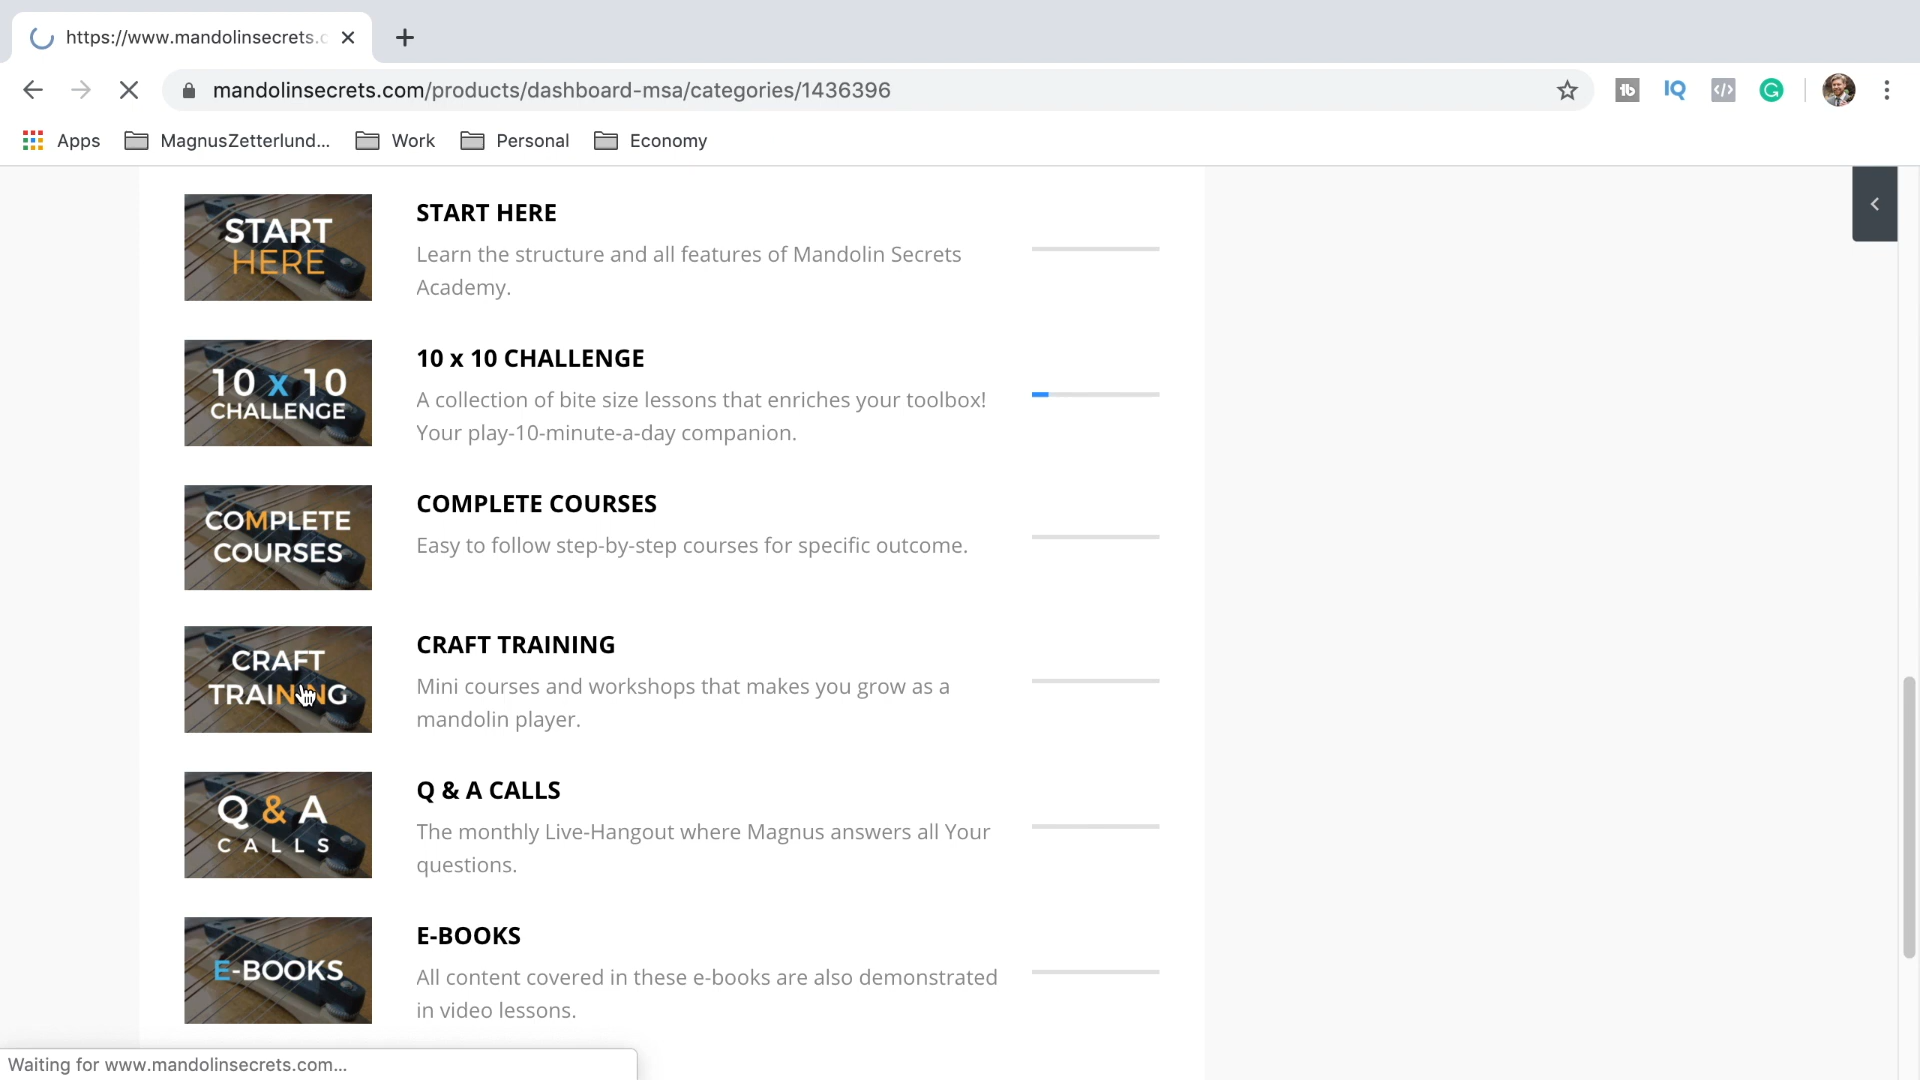 https://www.mandolinsecrets.c
mandolinsecrets.com/products/dashboard-msa/categories/1436396
tb
IQ
Apps
MagnusZetterlund...
Work
Personal
Economy
START
HERE
START HERE
Learn the structure and all features of Mandolin Secrets
Academy.
10 x 10
CHALLENGE
10 x 10 CHALLENGE
A collection of bite size lessons that enriches your toolbox!
Your play-10-minute-a-day companion.
COMPLETE
COURSES
COMPLETE COURSES
Easy to follow step-by-step courses for specific outcome.
CRAFT
TRAINING
CRAFT TRAINING
Mini courses and workshops that makes you grow as a
mandolin player.
Q & A
CALLS
Q & A CALLS
The monthly Live-Hangout where Magnus answers all Your
questions.
E-BOOKS
E-BOOKS
All content covered in these e-books are also demonstrated
in video lessons.
Waiting for www.mandolinsecrets.com...